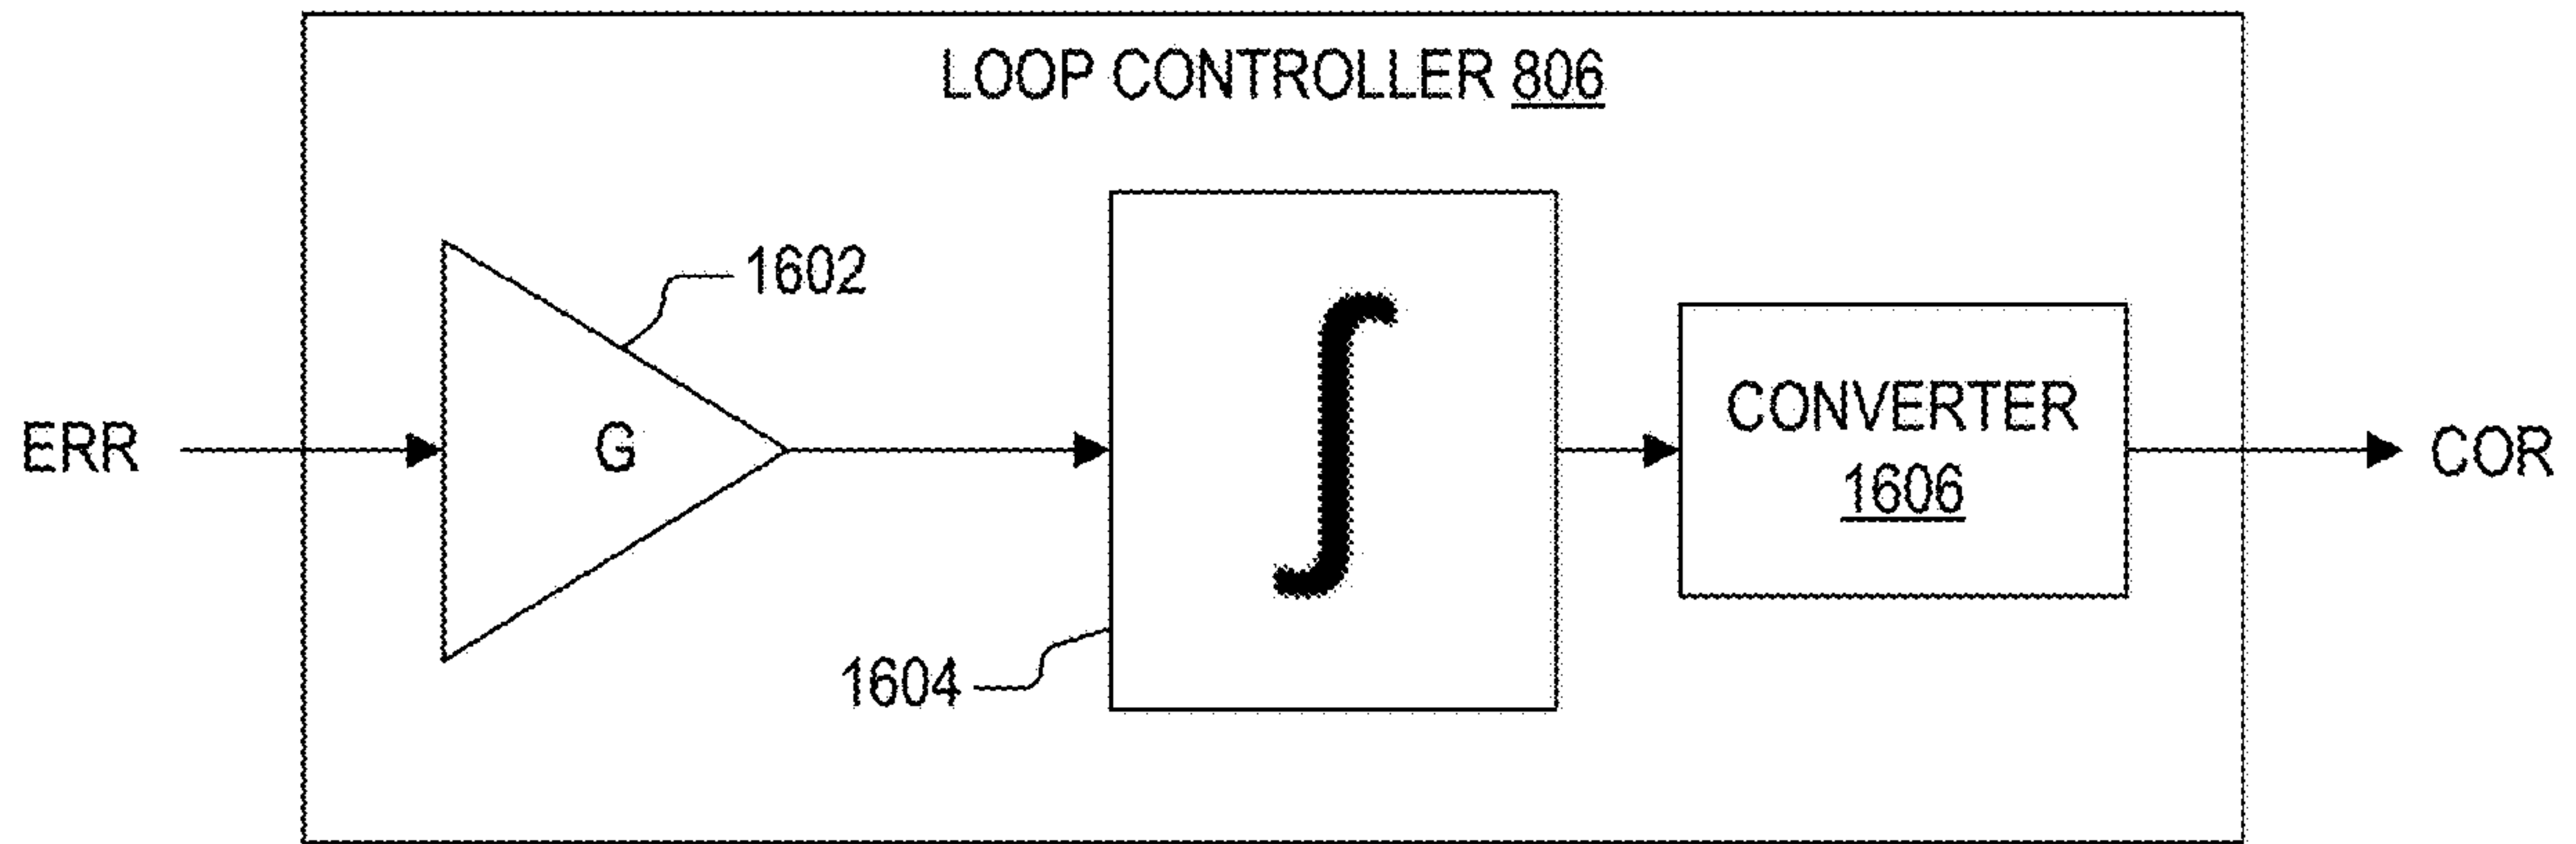 LOOP CONTROLLER 806
1602
ERR
G
∫
CONVERTER
1606
COR
1604